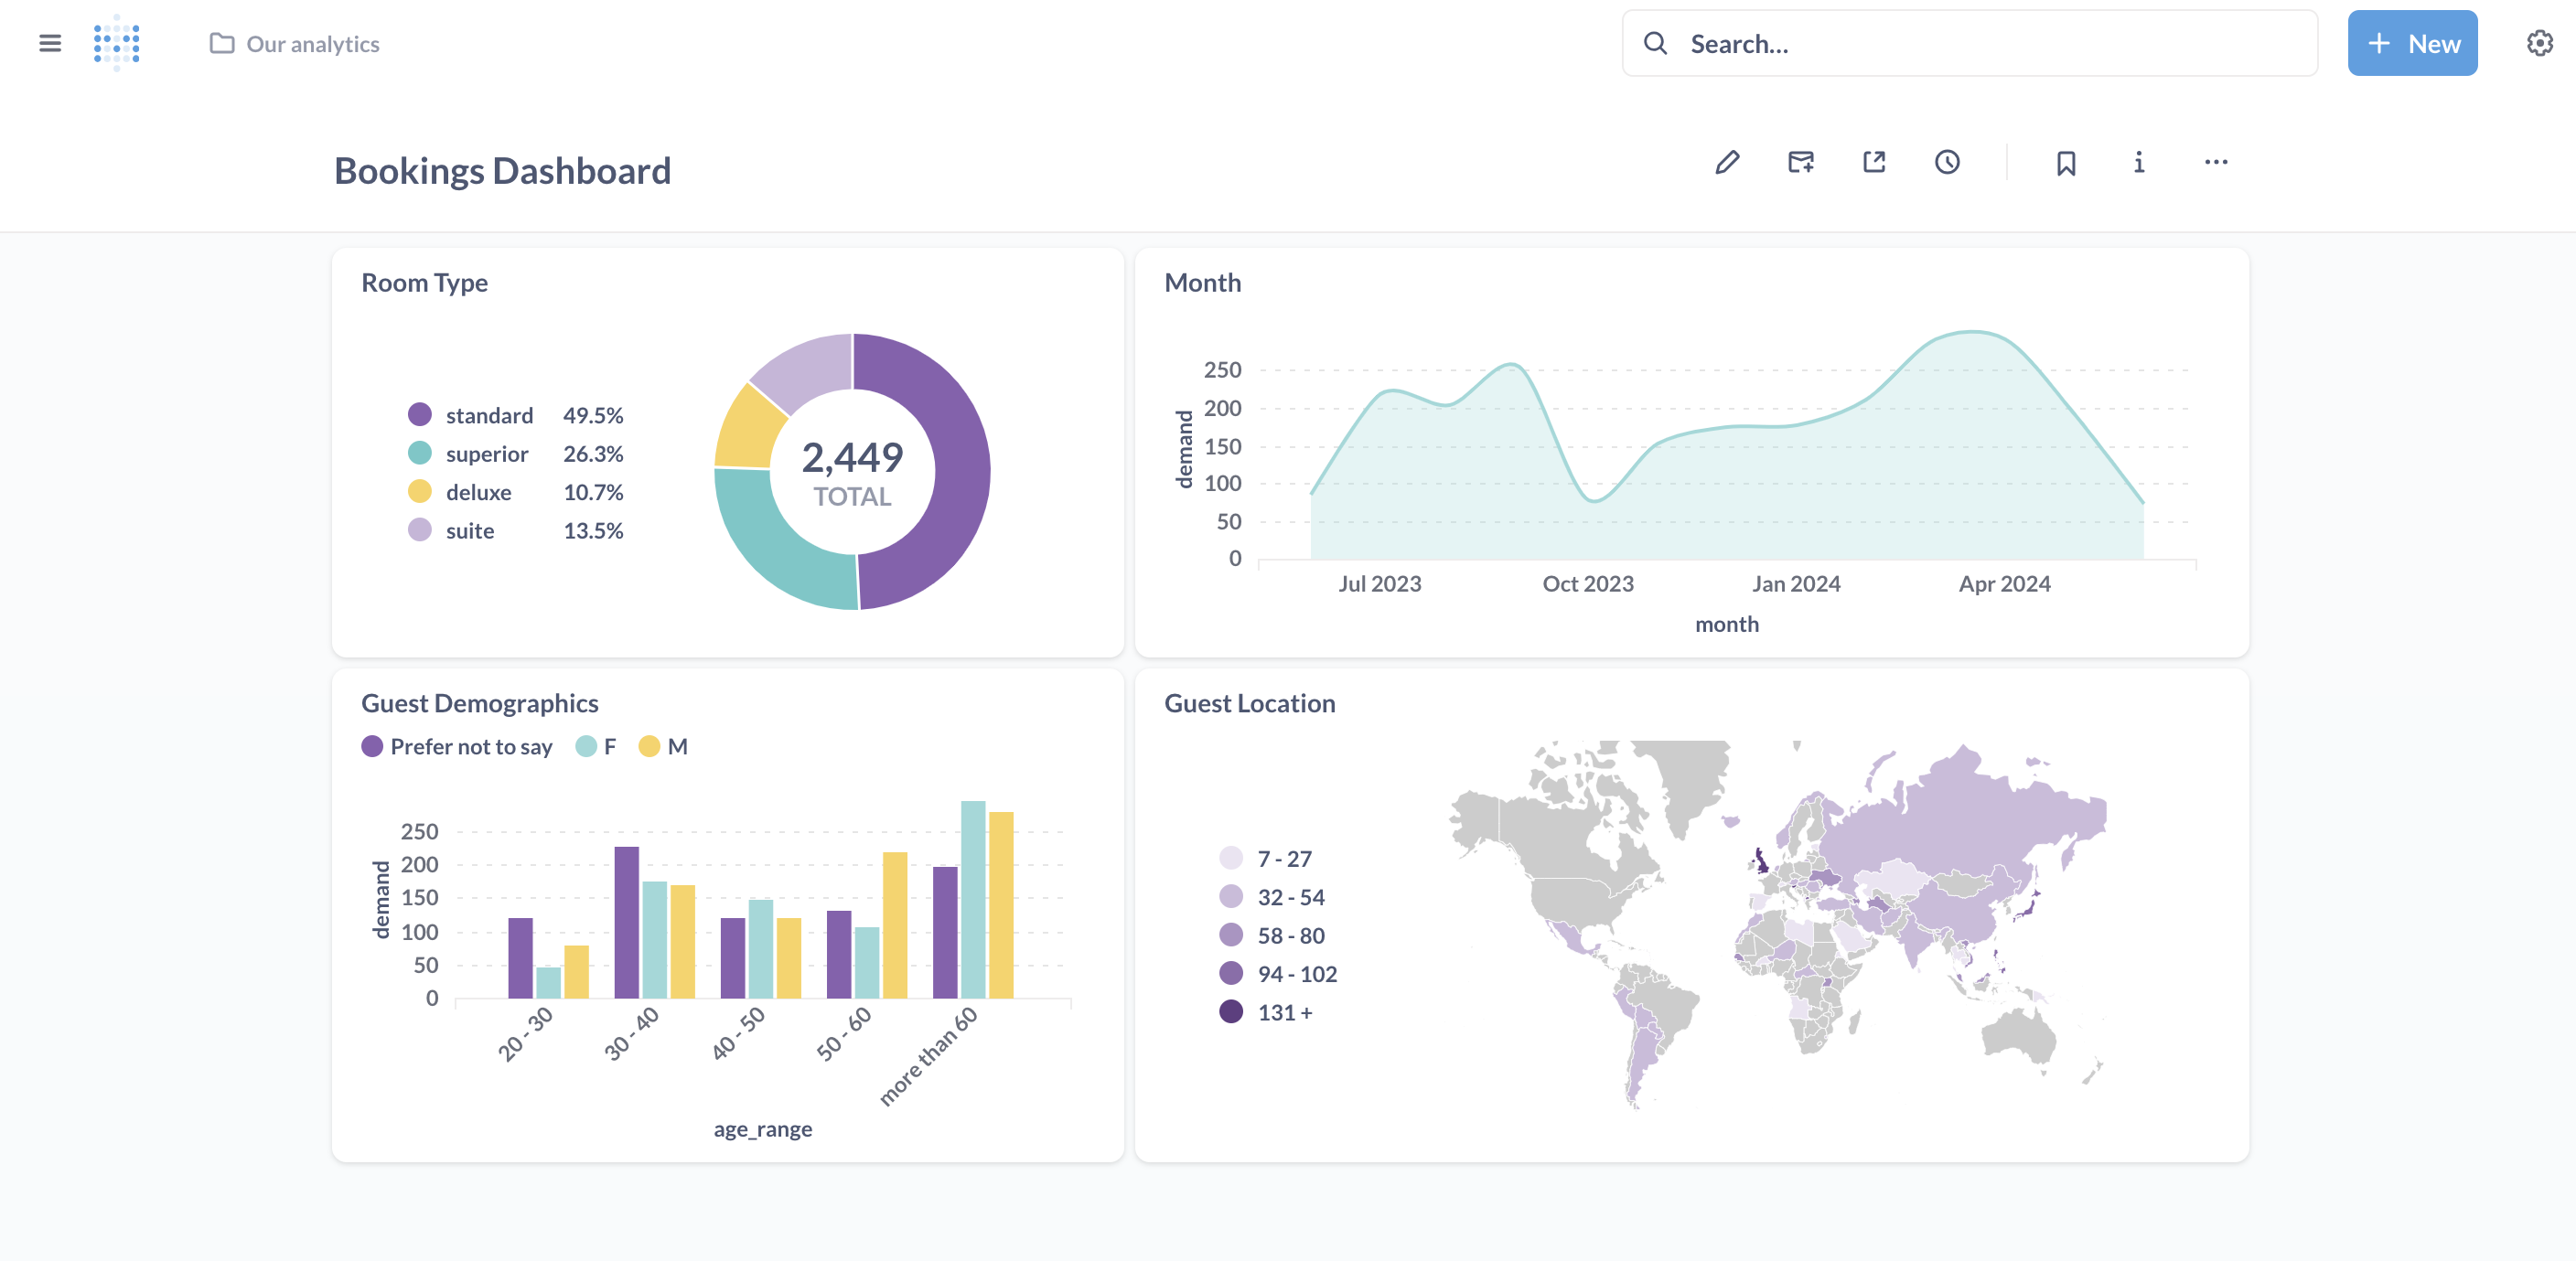 Our analytics
Search...
New
Bookings Dashboard
Room Type
standard 49.5%
superior 26.3%
deluxe 10.7%
suite 13.5%
2,449
TOTAL
Month
demand
250
200
150
100
50
0
Jul 2023 Oct 2023 Jan 2024 Apr 2024
month
Guest Demographics
Prefer not to say F M
demand
250
200
150
100
50
0
20 - 30 30 - 40 40 - 50 50 - 60 more than 60
age_range
Guest Location
7 - 27
32 - 54
58 - 80
94 - 102
131 +